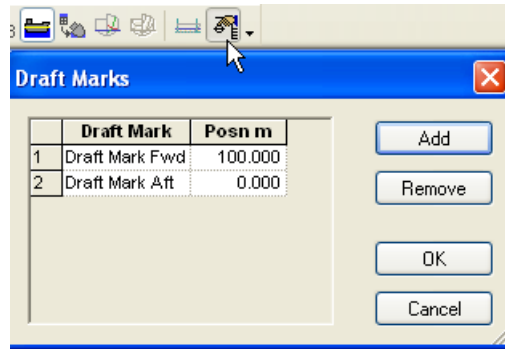 Draft Marks
Draft Mark Posn m
1 Draft Mark Fwd 100.000
2 Draft Mark Aft 0.000
Add
Remove
OK
Cancel